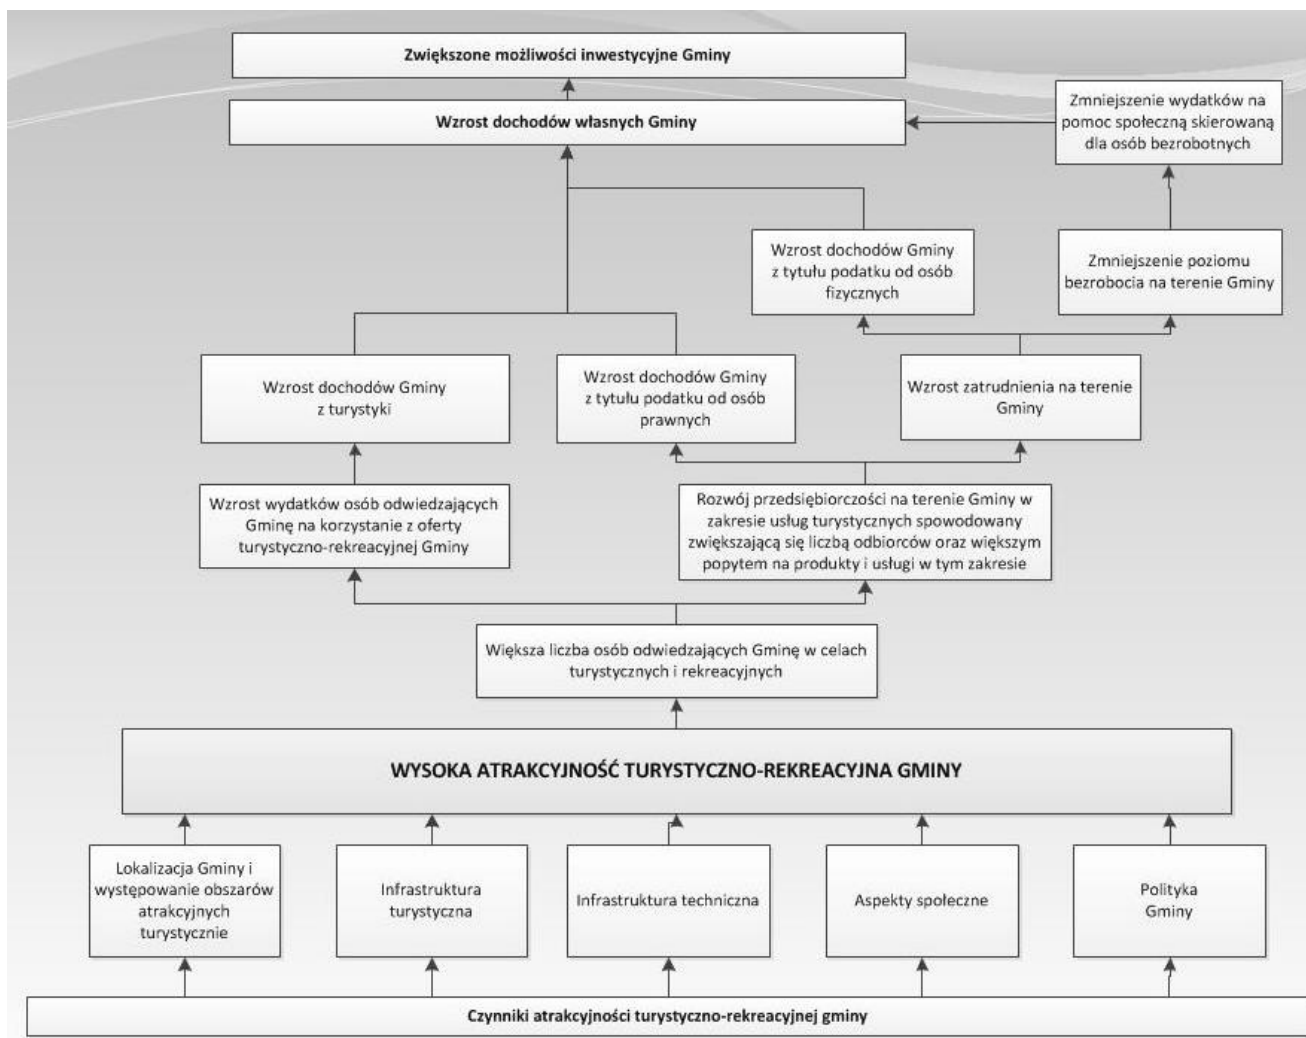 Zwiększone możliwości inwestycyjne Gminy
Wzrost dochodów własnych Gminy
Zmniejszenie wydatków na
pomoc społeczną skierowaną
dla osób bezrobotnych
Wzrost dochodów Gminy
z tytułu podatku od osób
fizycznych
Zmniejszenie poziomu
bezrobocia na terenie Gminy
Wzrost dochodów Gminy
z turystyki
Wzrost dochodów Gminy
z tytułu podatku od osób
prawnych
Wzrost zatrudnienia na terenie
Gminy
Wzrost wydatków osób odwiedzających
Gminę na korzystanie z oferty
turystyczno-rekreacyjnej Gminy
Rozwój przedsiębiorczości na terenie Gminy w
zakresie usług turystycznych spowodowany
zwiększającą się liczbą odbiorców oraz większym
popytem na produkty i usługi w tym zakresie
Większa liczba osób odwiedzających Gminę w celach
turystycznych i rekreacyjnych
WYSOKA ATRAKCYJNOŚĆ TURYSTYCZNO-REKREACYJNA GMINY
Lokalizacja Gminy i
występowanie obszarów
atrakcyjnych
turystycznie
Infrastruktura
turystyczna
Infrastruktura techniczna
Aspekty społeczne
Polityka
Gminy
Czynniki atrakcyjności turystyczno-rekreacyjnej gminy